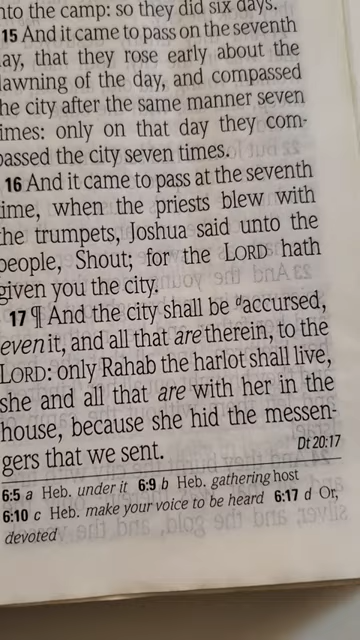 nto the camp: so they did six days.
15 And it came to pass on the seventh
ay, that they rose early about the
lawning of the day, and compassed
he city after the same manner seven
imes: only on that day they com-
passed the city seven times.
16 And it came to pass at the seventh
ime, when the priests blew with
he trumpets, Joshua said unto the
people, Shout; for the LORD hath
given you the city.
17 ¶ And the city shall be ᵈaccursed,
even it, and all that are therein, to the
LORD: only Rahab the harlot shall live,
she and all that are with her in the
house, because she hid the messen-
gers that we sent. Dt 20:17
6:5 a Heb. under it 6:9 b Heb. gathering host
6:10 c Heb. make your voice to be heard 6:17 d Or,
devoted